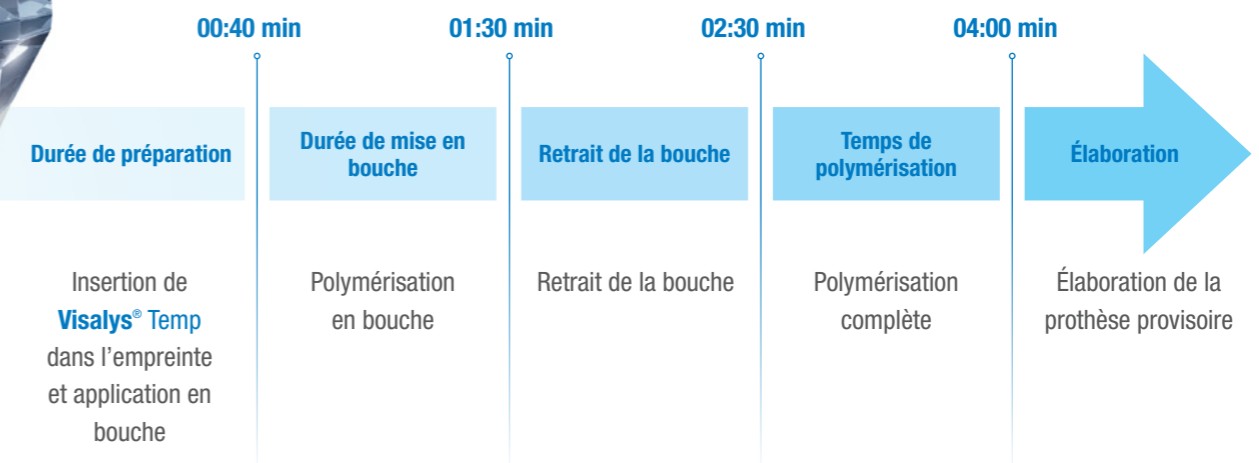 00:40 min
01:30 min
02:30 min
04:00 min
Durée de préparation
Durée de mise en
bouche
Retrait de la bouche
Temps de
polymérisation
Élaboration
Insertion de
Visalys® Temp
dans l’empreinte
et application en
bouche
Polymérisation
en bouche
Retrait de la bouche
Polymérisation
complète
Élaboration de la
prothèse provisoire